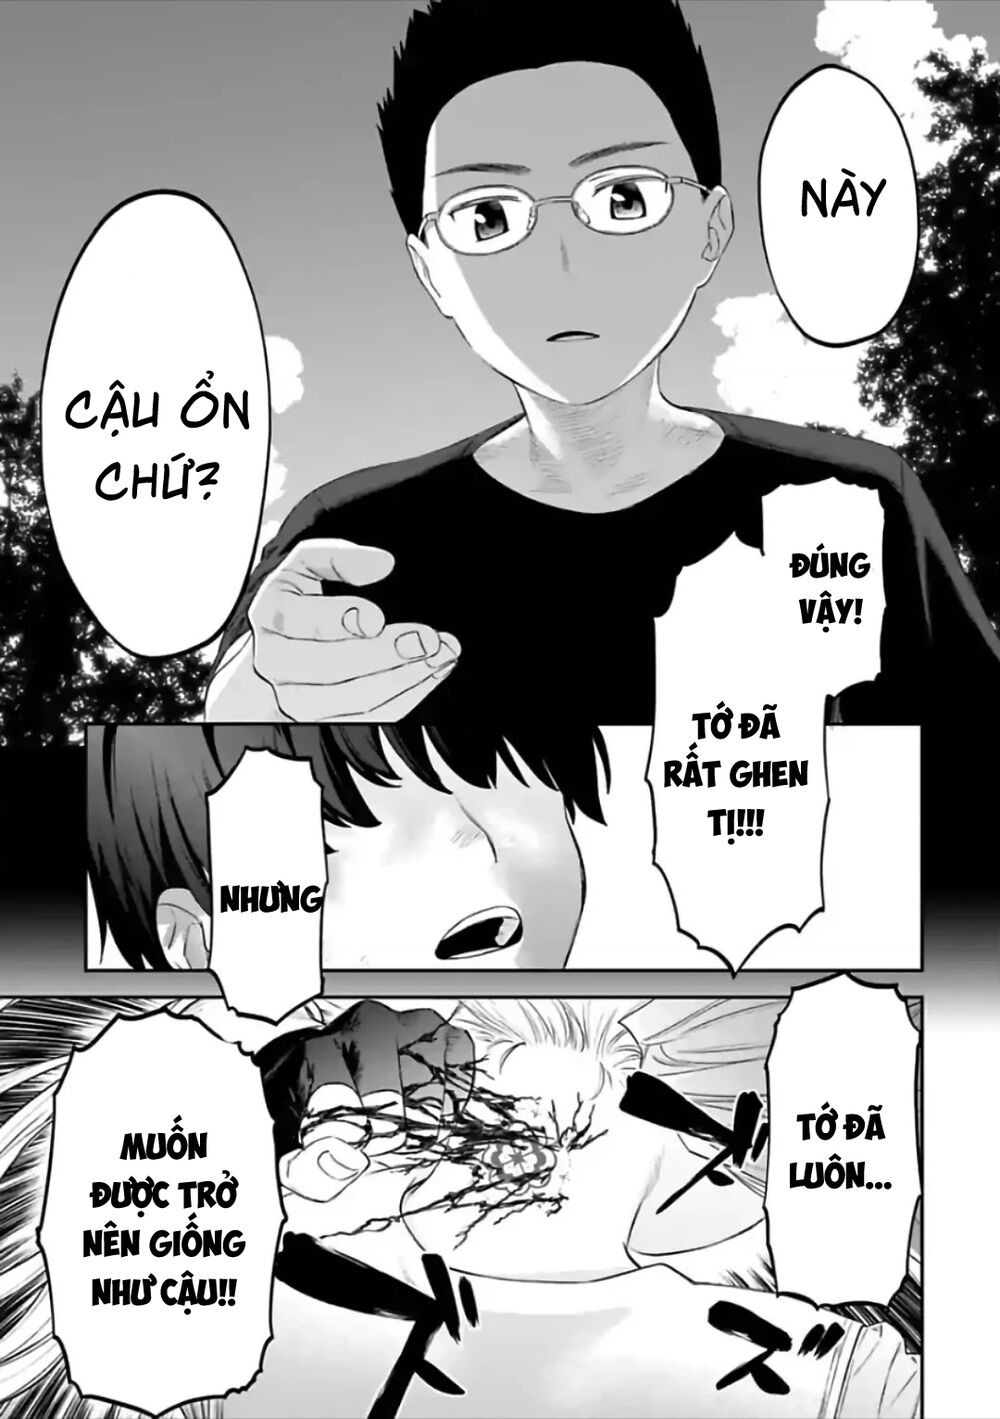 NÀY
CẬU ỔN
CHỨ?
ĐÚNG
VẬY!
TỚ ĐÃ
RẤT GHEN
TỊ!!!
NHƯNG
TỚ ĐÃ
LUÔN...
MUỐN
ĐƯỢC TRỞ
NÊN GIỐNG
NHƯ CẬU!!